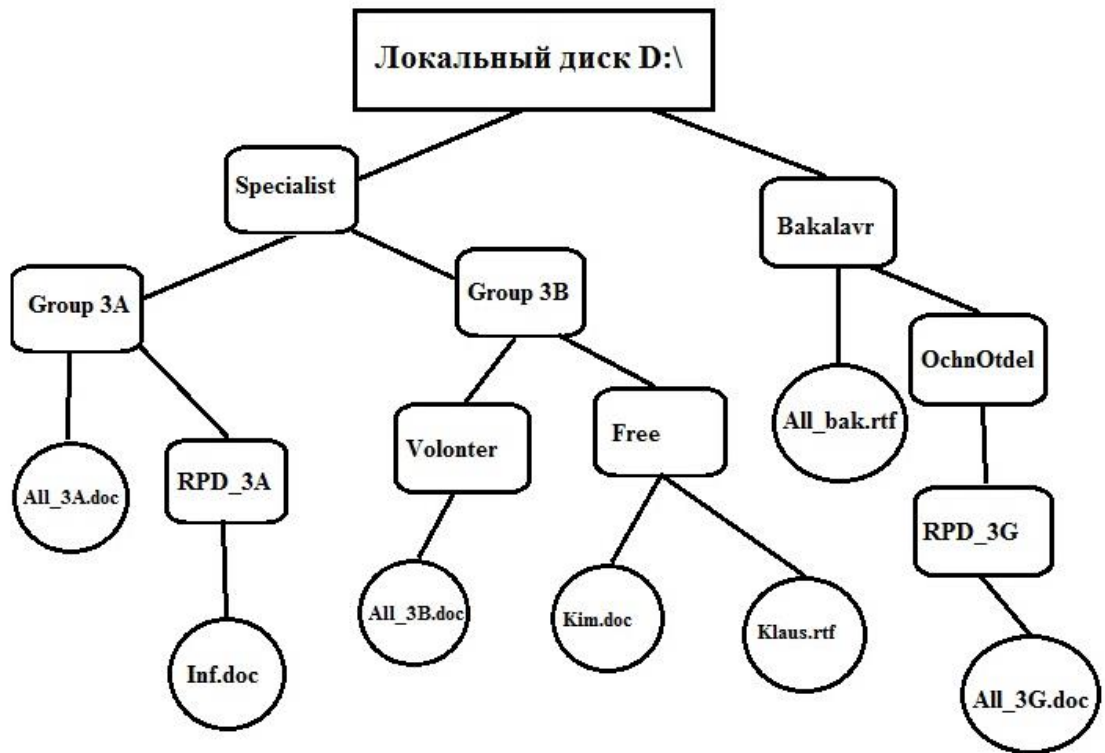 Локальный диск D:\
Specialist
Bakalavr
Group 3A
Group 3B
OchnOtdel
All_bak.rtf
Volonter
Free
All_3A.doc
RPD_3A
RPD_3G
All_3B.doc
Kim.doc
Klaus.rtf
Inf.doc
All_3G.doc